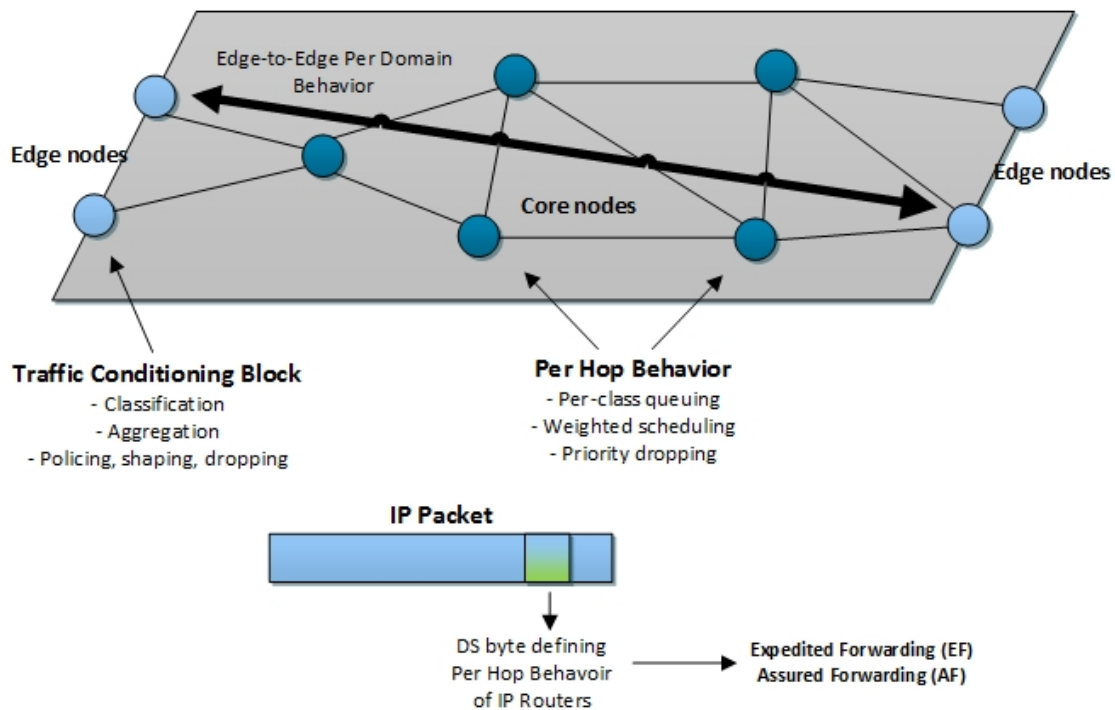 Edge-to-Edge Per Domain
Behavior
Edge nodes
Edge nodes
Core nodes
Traffic Conditioning Block
- Classification
- Aggregation
- Policing, shaping, dropping
Per Hop Behavior
- Per-class queuing
- Weighted scheduling
- Priority dropping
IP Packet
DS byte defining
Per Hop Behavoir
of IP Routers
Expedited Forwarding (EF)
Assured Forwarding (AF)